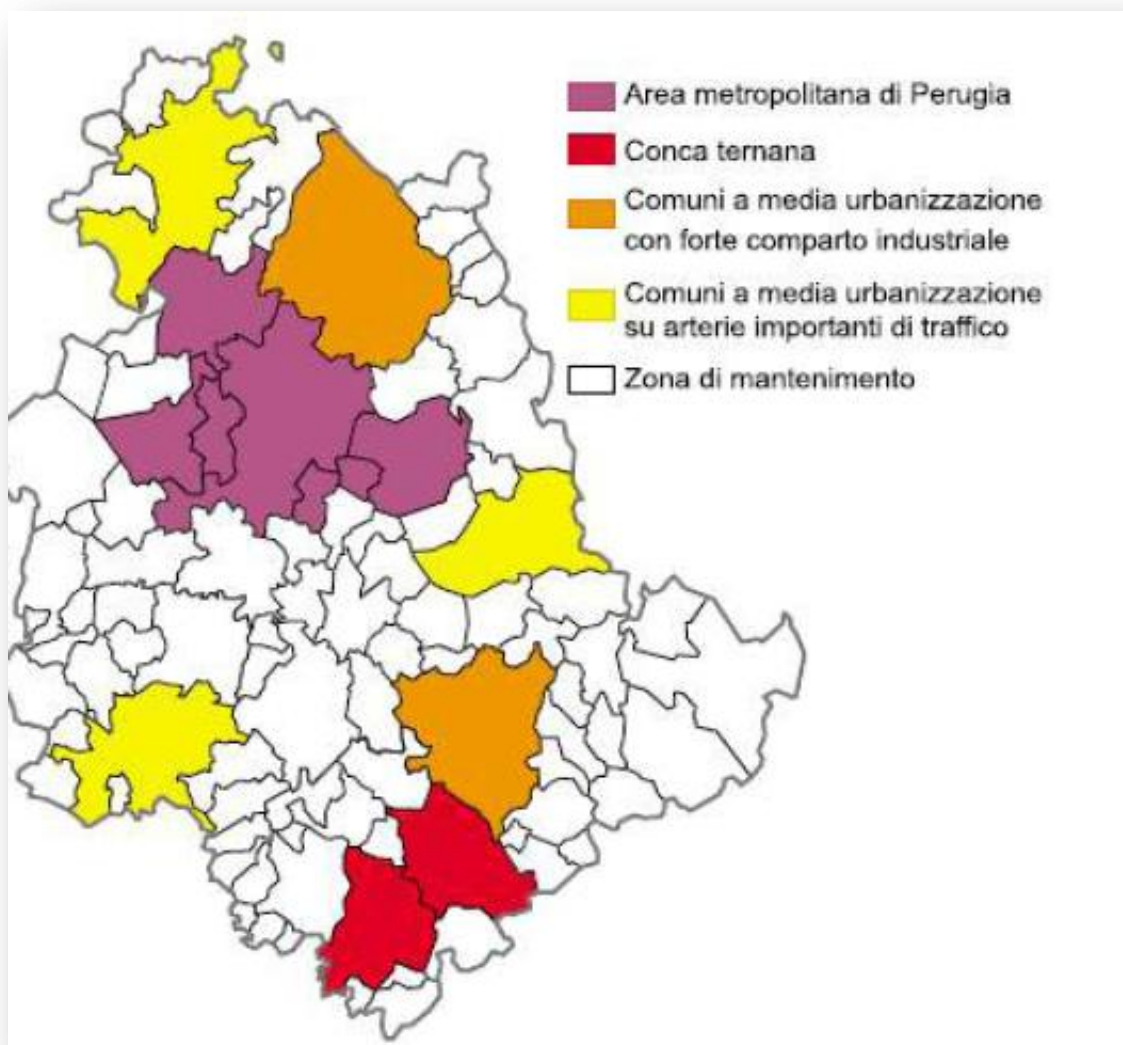 Area metropolitana di Perugia
Conca ternana
Comuni a media urbanizzazione
con forte comparto industriale
Comuni a media urbanizzazione
su arterie importanti di traffico
Zona di mantenimento